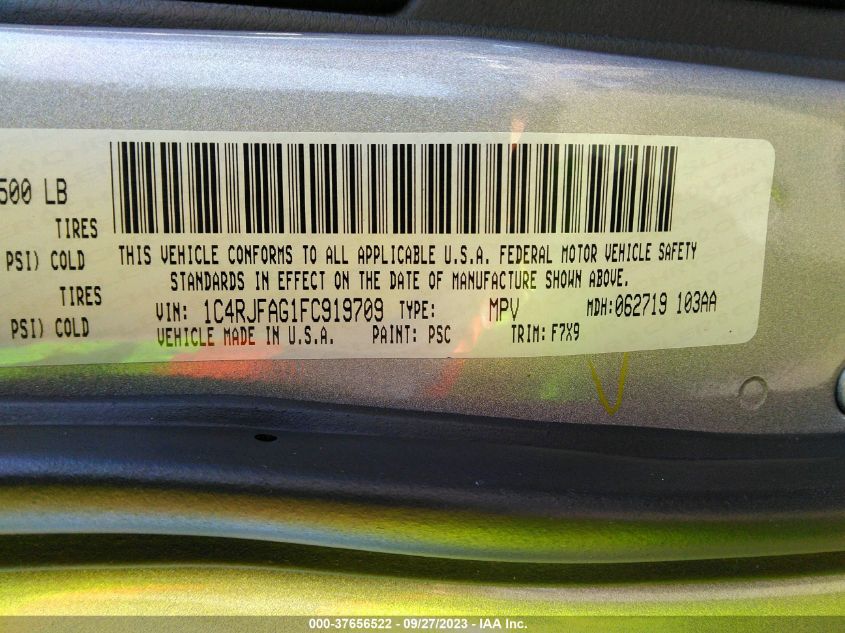 500 LB
TIRES
PSI) COLD
TIRES
PSI) COLD
THIS VEHICLE CONFORMS TO ALL APPLICABLE U.S.A. FEDERAL MOTOR VEHICLE SAFETY
STANDARDS IN EFFECT ON THE DATE OF MANUFACTURE SHOWN ABOVE.
VIN: 1C4RJFAG1FC919709 TYPE: MPV MDH:062719 103AA
VEHICLE MADE IN U.S.A. PAINT: PSC TRIM: F7X9
000-37656522 - 09/27/2023 - IAA Inc.